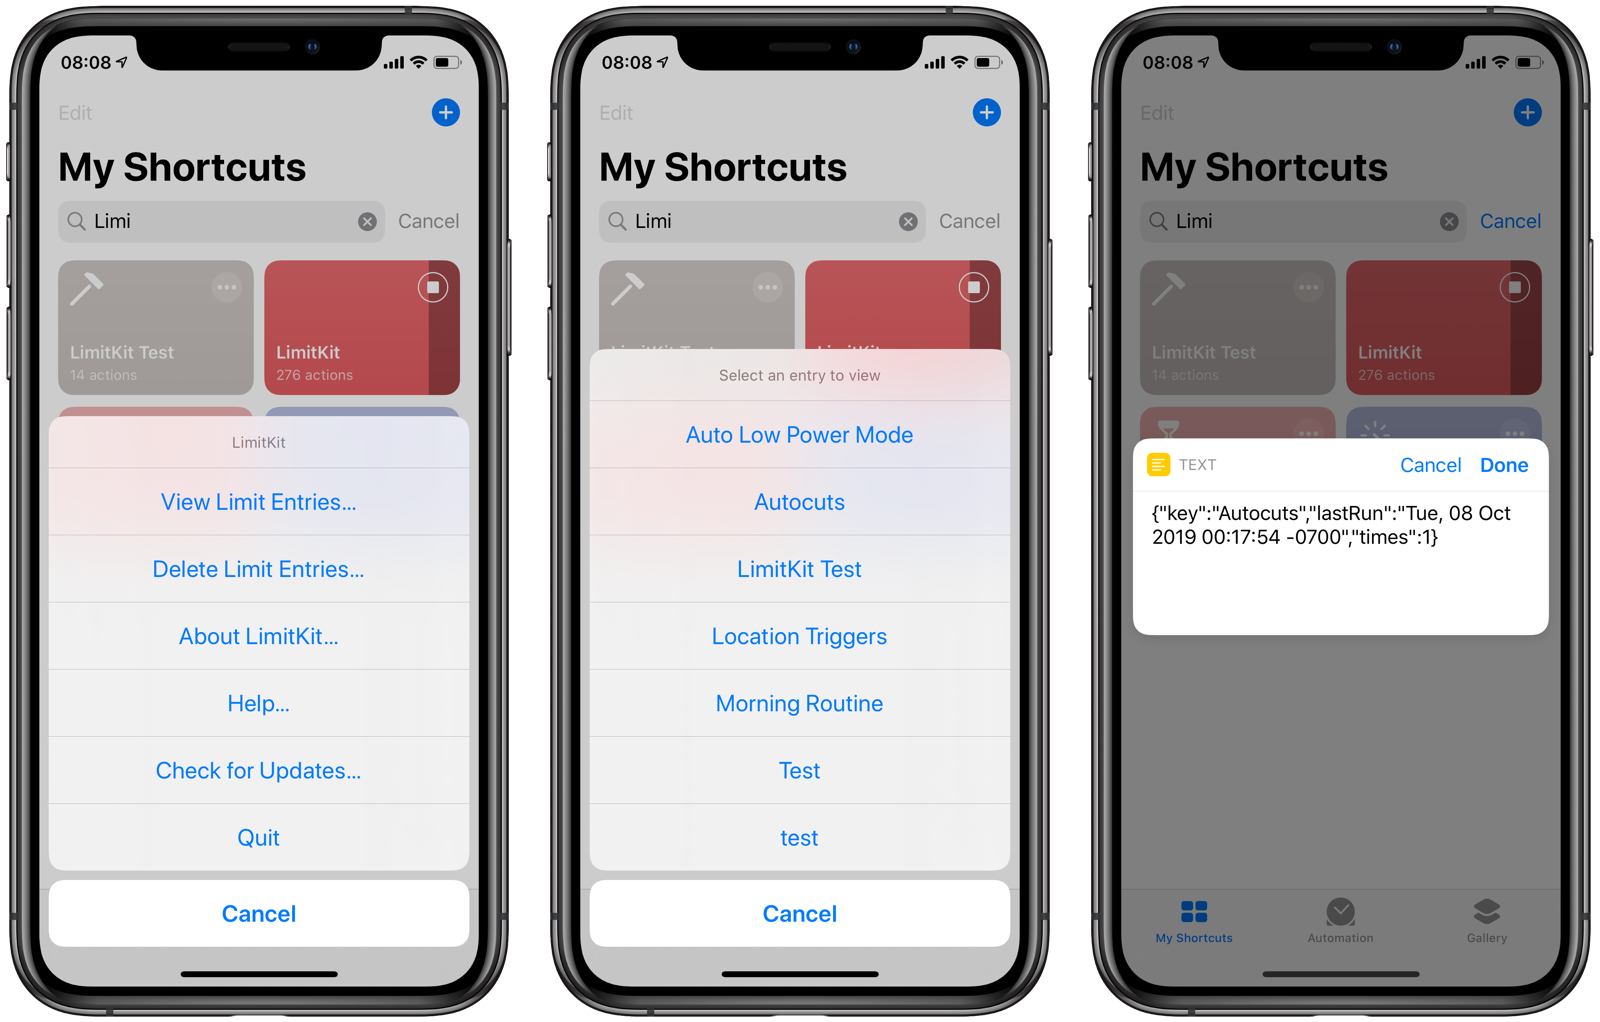 08:08
Edit
My Shortcuts
Limi
Cancel
LimitKit Test
14 actions
LimitKit
276 actions
LimitKit
View Limit Entries...
Delete Limit Entries...
About LimitKit...
Help...
Check for Updates...
Quit
Cancel
08:08
Edit
My Shortcuts
Limi
Cancel
Select an entry to view
Auto Low Power Mode
Autocuts
LimitKit Test
Location Triggers
Morning Routine
Test
test
Cancel
08:08
Edit
My Shortcuts
Limi
Cancel
LimitKit Test
14 actions
LimitKit
276 actions
TEXT
Cancel
Done
{"key":"Autocuts","lastRun":"Tue, 08 Oct
2019 00:17:54 -0700","times":1}
My Shortcuts
Automation
Gallery